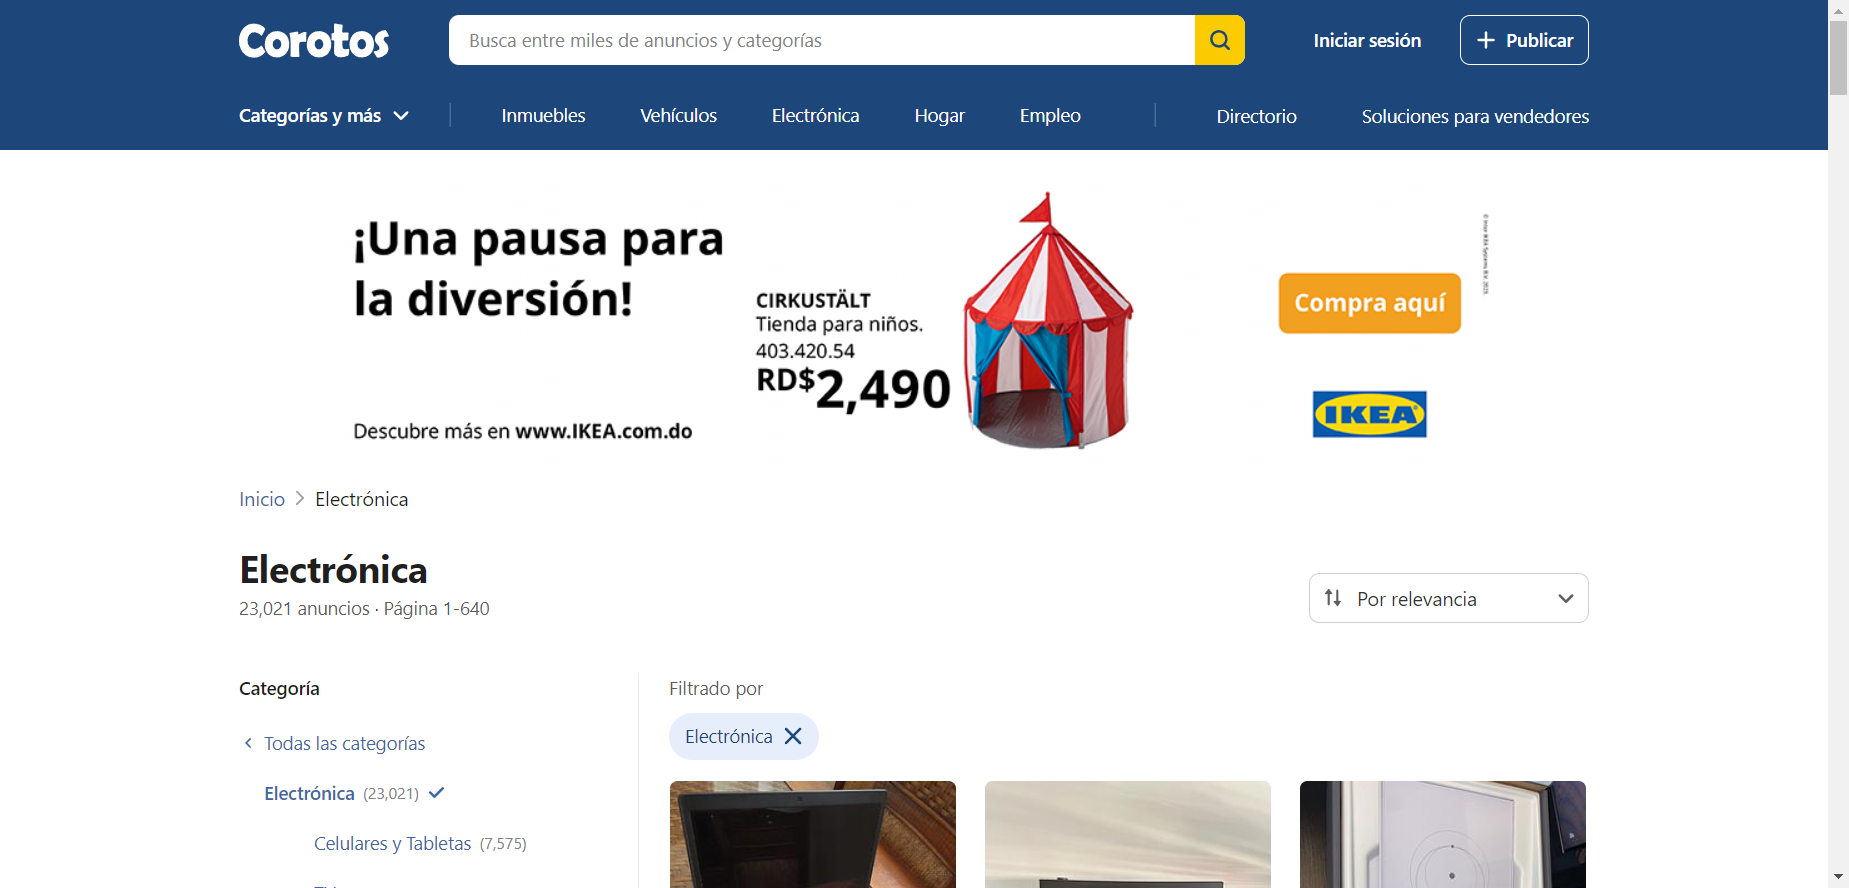 Corotos
Busca entre miles de anuncios y categorías
Iniciar sesión
Publicar
Categorías y más
Inmuebles
Vehículos
Electrónica
Hogar
Empleo
Directorio
Soluciones para vendedores
¡Una pausa para
la diversión!
CIRKUSTÄLT
Tienda para niños.
403.420.54
RD$2,490
Descubre más en www.IKEA.com.do
Compra aquí
IKEA
Inicio
Electrónica
Electrónica
23,021 anuncios · Página 1-640
Por relevancia
Categoría
Todas las categorías
Electrónica (23,021)
Celulares y Tabletas (7,575)
Filtrado por
Electrónica